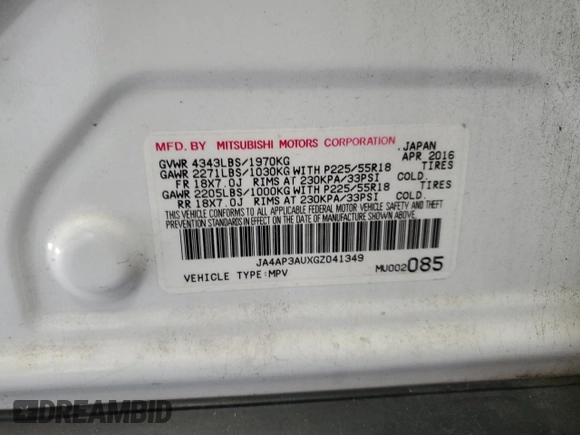 MFD. BY MITSUBISHI MOTORS CORPORATION JAPAN
GVWR 4343LBS/1970KG APR 2016
GAWR 2271LBS/1030KG WITH P225/55R18 TIRES
FR 18X7.0J RIMS AT 230KPA/33PSI COLD.
GAWR 2205LBS/1000KG WITH P225/55R18 TIRES
RR 18X7.0J RIMS AT 230KPA/33PSI COLD.
THIS VEHICLE CONFORMS TO ALL APPLICABLE FEDERAL MOTOR VEHICLE SAFETY AND THEFT
PREVENTION STANDARDS IN EFFECT ON THE DATE OF MANUFACTURE SHOWN ABOVE.
JA4AP3AUXGZ041349
VEHICLE TYPE:MPV MU002085
DREAMBID